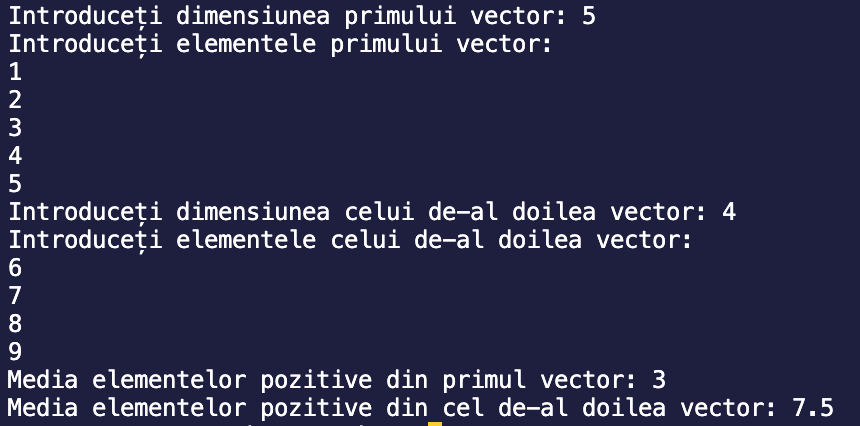 Introduceți dimensiunea primului vector: 5
Introduceți elementele primului vector:
1
2
3
4
5
Introduceți dimensiunea celui de-al doilea vector: 4
Introduceți elementele celui de-al doilea vector:
6
7
8
9
Media elementelor pozitive din primul vector: 3
Media elementelor pozitive din cel de-al doilea vector: 7.5